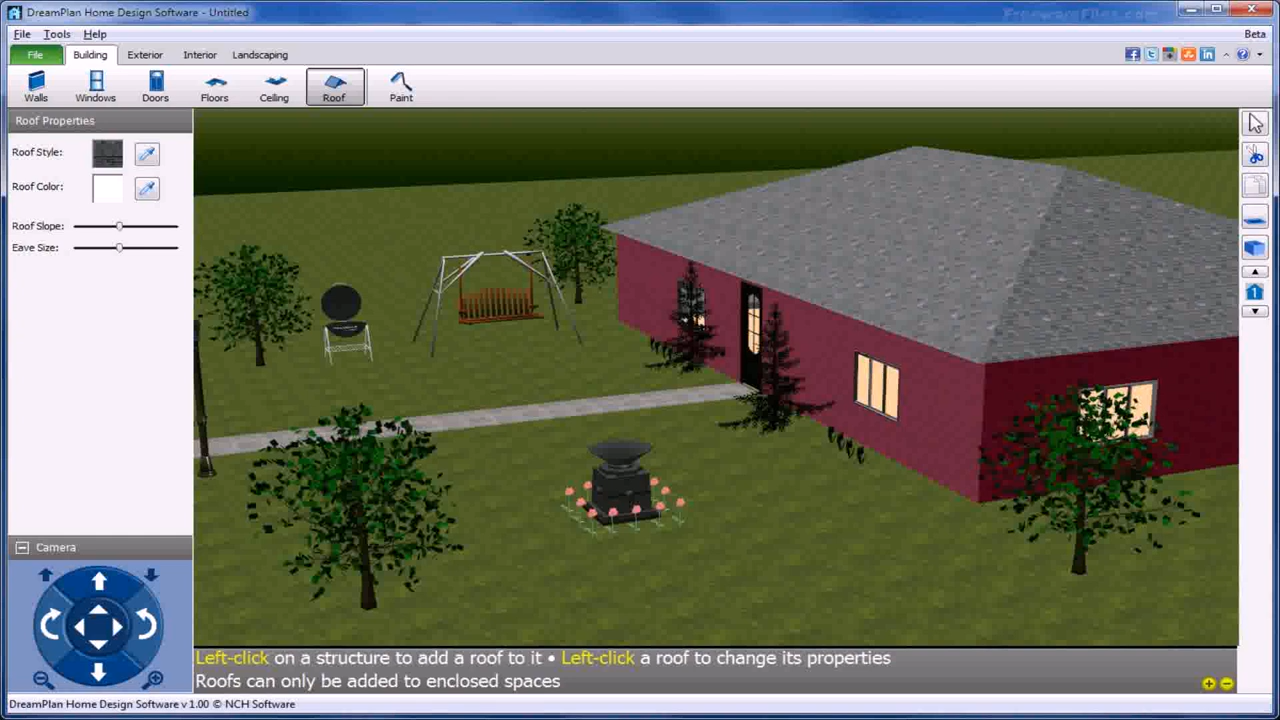 DreamPlan Home Design Software - Untitled
FreewareFiles.com
File Tools Help Beta
File Building Exterior Interior Landscaping
Walls Windows Doors Floors Ceiling Roof Paint
Roof Properties
Roof Style:
Roof Color:
Roof Slope:
Eave Size:
1
Camera
Left-click on a structure to add a roof to it • Left-click a roof to change its properties
Roofs can only be added to enclosed spaces
DreamPlan Home Design Software v 1.00 © NCH Software